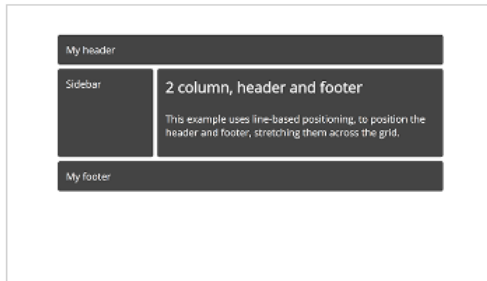 My header
Sidebar
2 column, header and footer
This example uses line-based positioning, to position the
header and footer, stretching them across the grid.
My footer